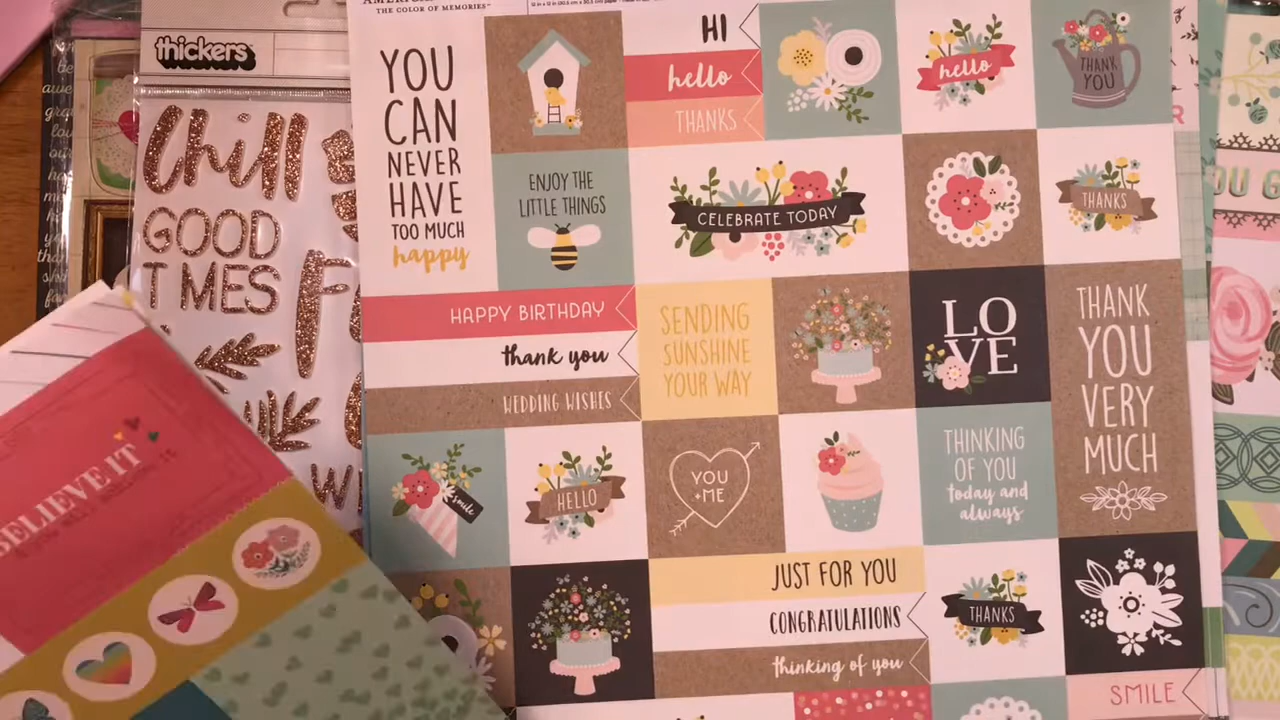 THE COLOR OF MEMORIES™
thickers
Chill
GOOD
T MES
YOU
CAN
NEVER
HAVE
TOO MUCH
happy
HI
hello
THANKS
hello
THANK
YOU
ENJOY THE
LITTLE THINGS
CELEBRATE TODAY
THANKS
HAPPY BIRTHDAY
thank you
WEDDING WISHES
SENDING
SUNSHINE
YOUR WAY
LO
VE
THANK
YOU
VERY
MUCH
smile
HELLO
YOU
+ME
THINKING
OF YOU
today and
always
JUST FOR YOU
CONGRATULATIONS
thinking of you
THANKS
SMILE
BELIEVE IT